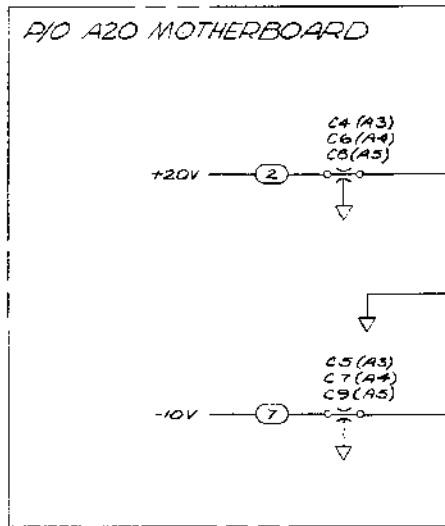 P/O A20 MOTHERBOARD
C4(A3)
C6(A4)
C8(A5)
+20V
2
C5(A3)
C7(A4)
C9(A5)
-10V
7